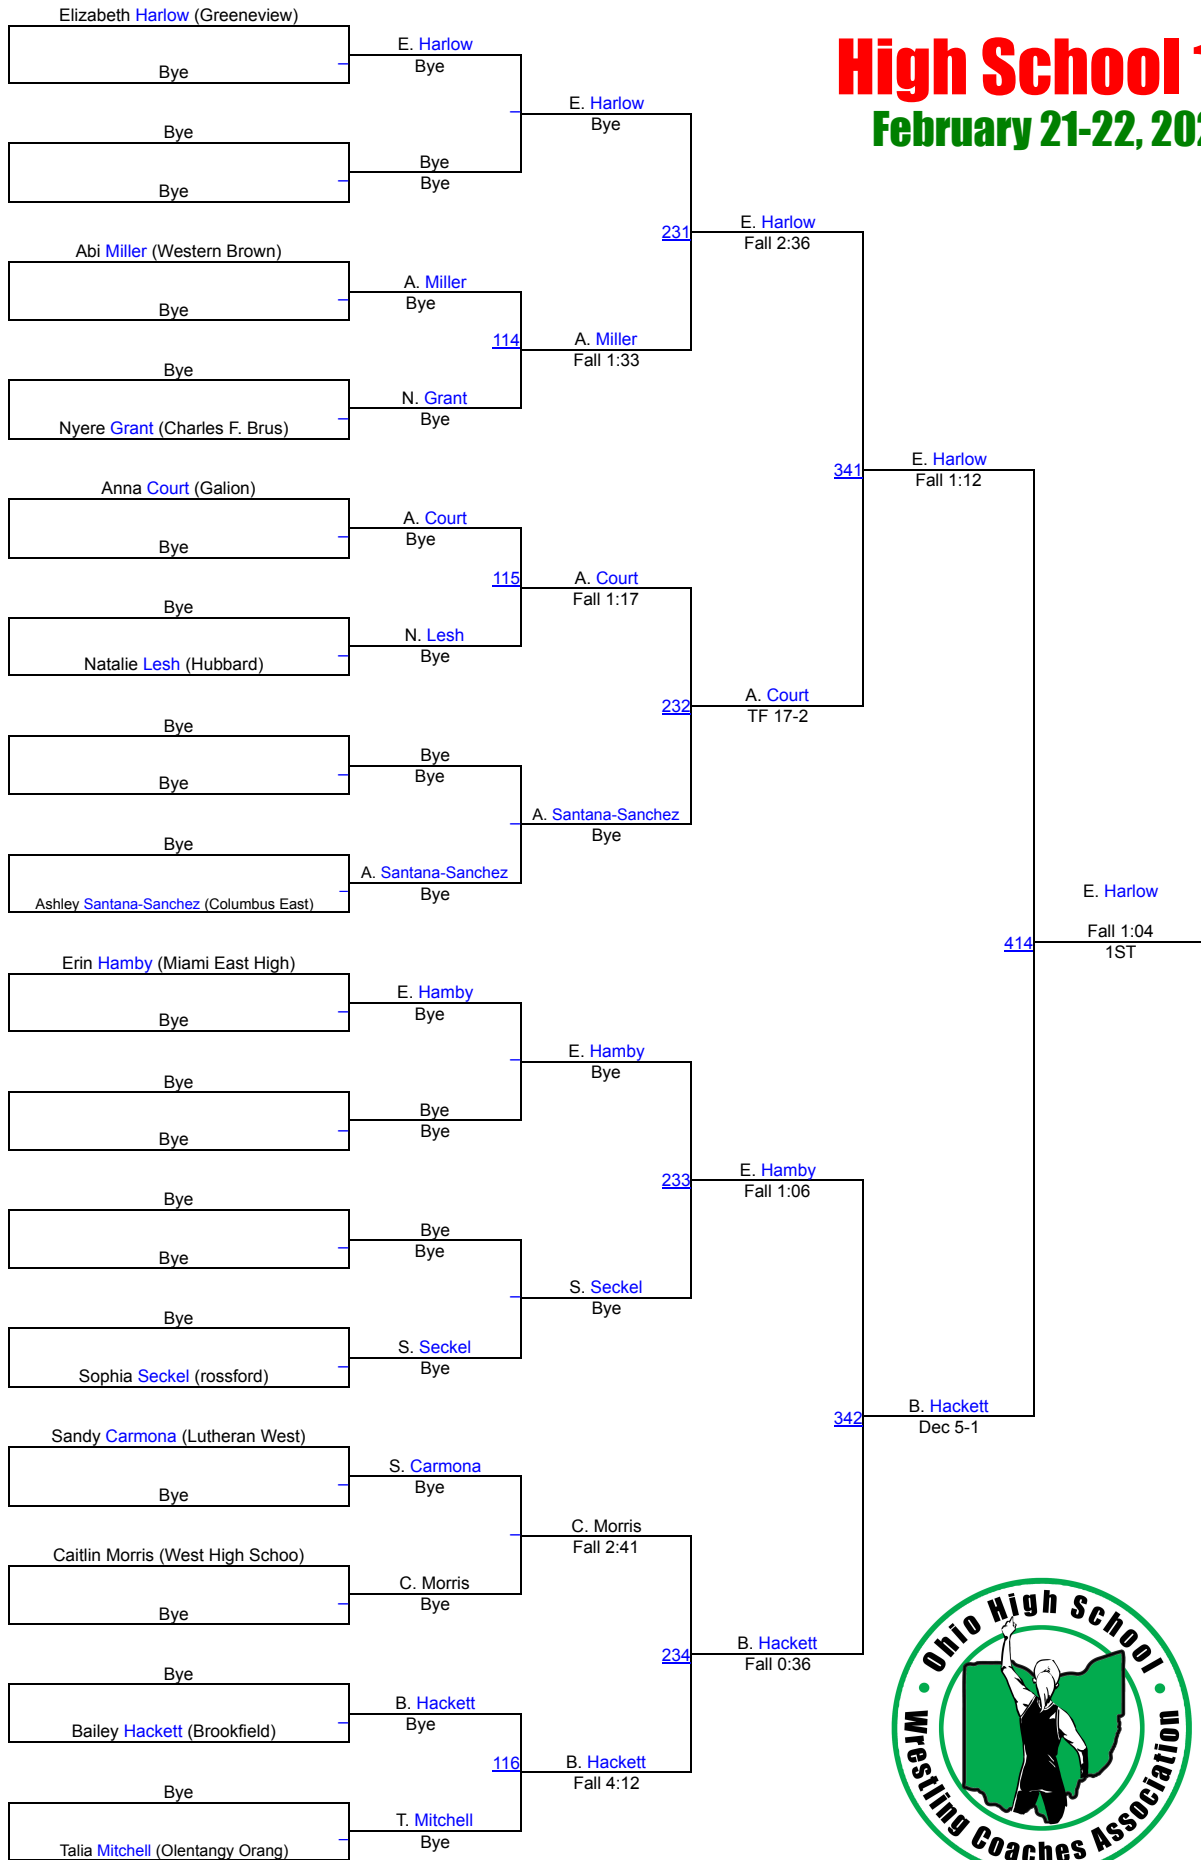 High School 1
February 21-22, 202
Elizabeth Harlow (Greeneview)
Bye
Bye
Bye
Abi Miller (Western Brown)
Bye
Bye
Nyere Grant (Charles F. Brus)
Anna Court (Galion)
Bye
Bye
Natalie Lesh (Hubbard)
Bye
Bye
Bye
Ashley Santana-Sanchez (Columbus East)
Erin Hamby (Miami East High)
Bye
Bye
Bye
Bye
Bye
Bye
Sophia Seckel (rossford)
Sandy Carmona (Lutheran West)
Bye
Caitlin Morris (West High Schoo)
Bye
Bye
Bailey Hackett (Brookfield)
Bye
Talia Mitchell (Olentangy Orang)
E. Harlow
Bye
Bye
Bye
A. Miller
Bye
114
N. Grant
Bye
A. Court
Bye
115
N. Lesh
Bye
Bye
Bye
A. Santana-Sanchez
Bye
E. Hamby
Bye
Bye
Bye
Bye
Bye
S. Seckel
Bye
S. Carmona
Bye
C. Morris
Bye
B. Hackett
Bye
116
T. Mitchell
Bye
E. Harlow
Bye
231
A. Miller
Fall 1:33
A. Court
Fall 1:17
232
A. Santana-Sanchez
Bye
E. Hamby
Bye
233
S. Seckel
Bye
C. Morris
Fall 2:41
234
B. Hackett
Fall 4:12
E. Harlow
Fall 2:36
341
A. Court
TF 17-2
E. Hamby
Fall 1:06
342
B. Hackett
Fall 0:36
E. Harlow
Fall 1:12
414
B. Hackett
Dec 5-1
E. Harlow
Fall 1:04
1ST
Ohio High School
Wrestling Coaches Association